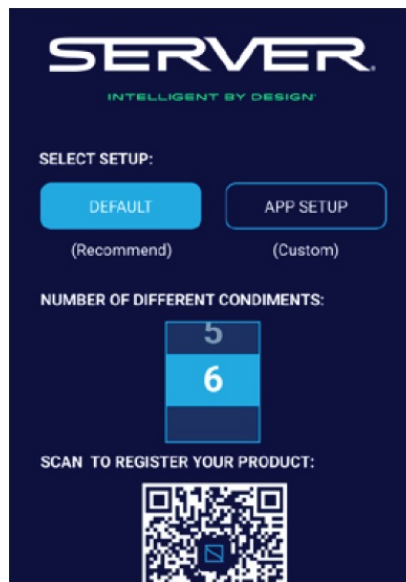 SERVER.
INTELLIGENT BY DESIGN
SELECT SETUP:
DEFAULT
APP SETUP
(Recommend)
(Custom)
NUMBER OF DIFFERENT CONDIMENTS:
5
6
SCAN TO REGISTER YOUR PRODUCT: